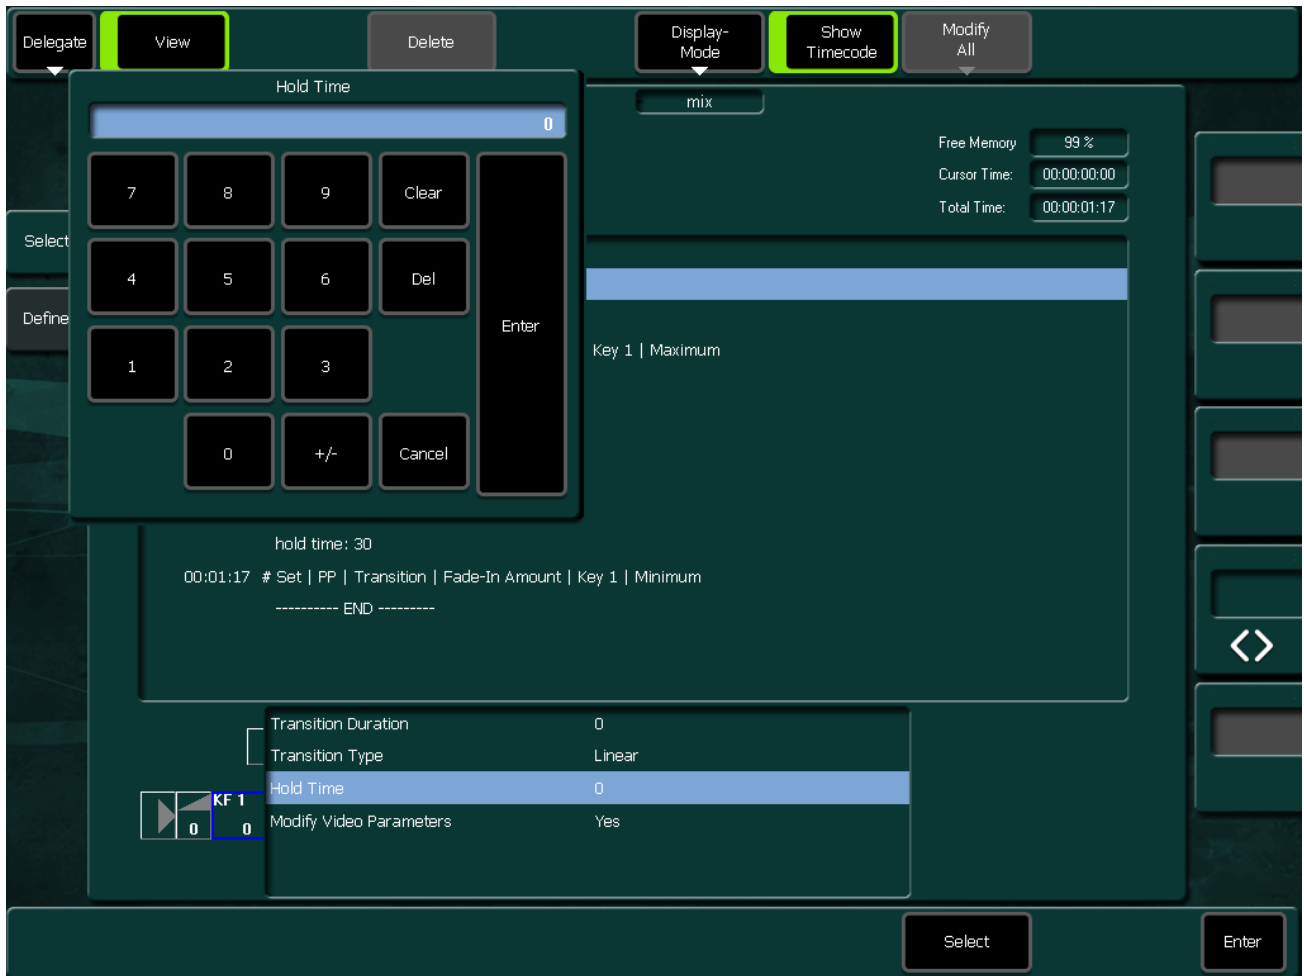 Delegate
View
Delete
Display-
Mode
Show
Timecode
Modify
All
Hold Time
0
mix
Free Memory 99 %
Cursor Time: 00:00:00:00
Total Time: 00:00:01:17
7 8 9 Clear
4 5 6 Del
1 2 3
0 +/- Cancel
Enter
Select
Define
Key 1 | Maximum
hold time: 30
00:01:17 # Set | PP | Transition | Fade-In Amount | Key 1 | Minimum
---------- END ---------
Transition Duration 0
Transition Type Linear
Hold Time 0
Modify Video Parameters Yes
KF 1
0 0
<>
Select
Enter